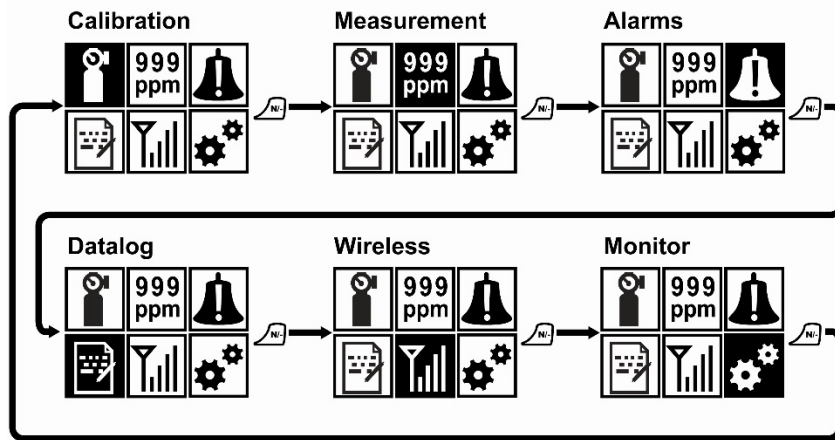 Calibration Measurement Alarms
999 999 999
ppm ppm ppm
N/- N/- N/-
Datalog Wireless Monitor
999 999 999
ppm ppm ppm
N/- N/- N/-